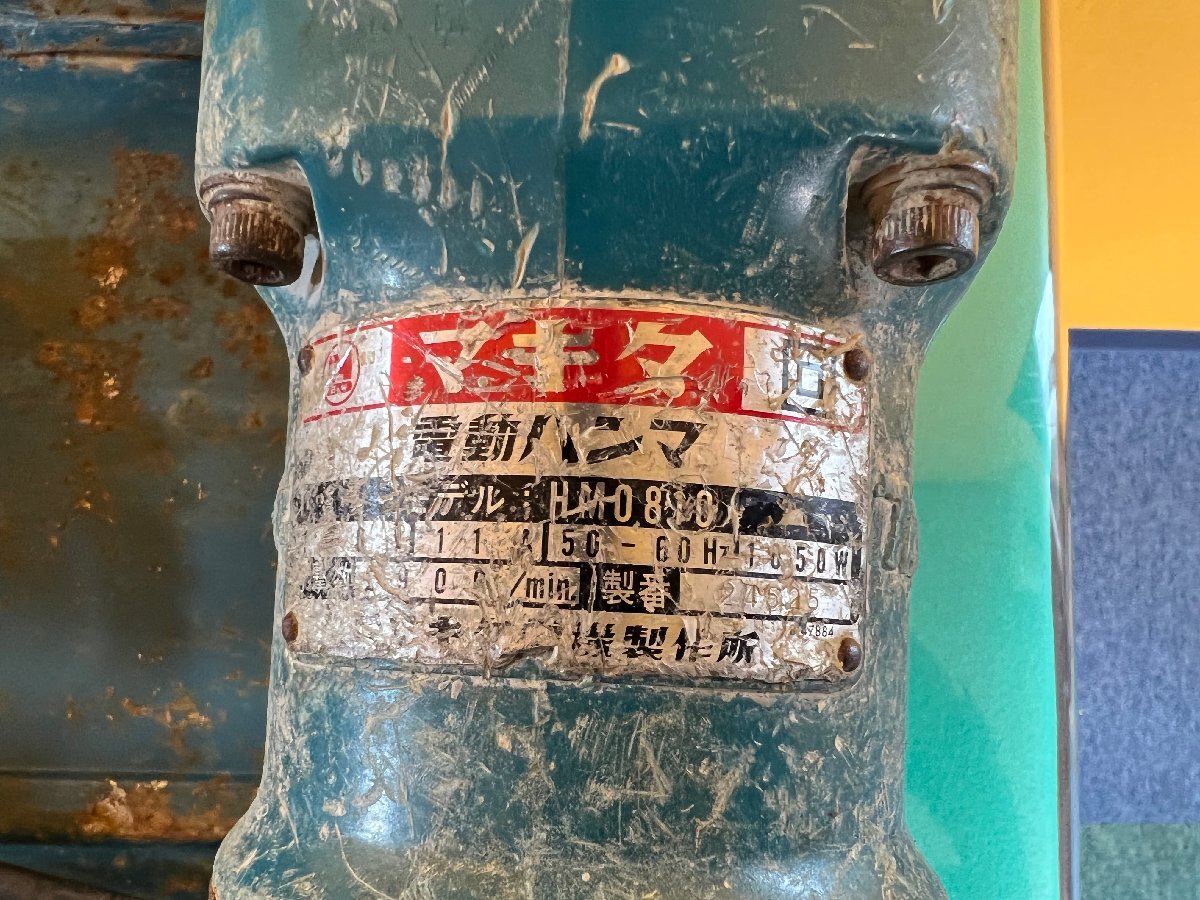 マキタ
電動ハンマ
モデル:HM0810
11A 50-60Hz 1050W
/min 製番
製作所